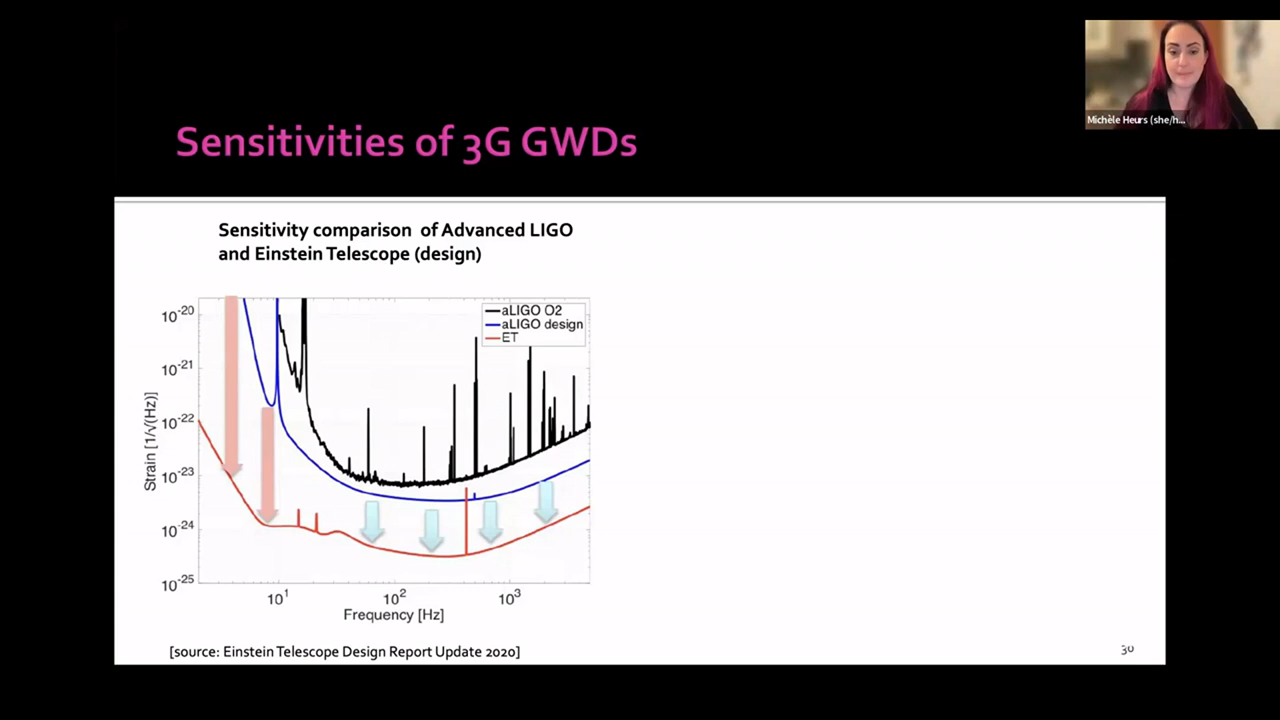 Michèle Heurs (she/h...
Sensitivities of 3G GWDs
Sensitivity comparison of Advanced LIGO
and Einstein Telescope (design)
aLIGO O2
aLIGO design
ET
10-20
10-21
10-22
10-23
10-24
10-25
Strain [1/√(Hz)]
10¹
10²
10³
Frequency [Hz]
[source: Einstein Telescope Design Report Update 2020]
30